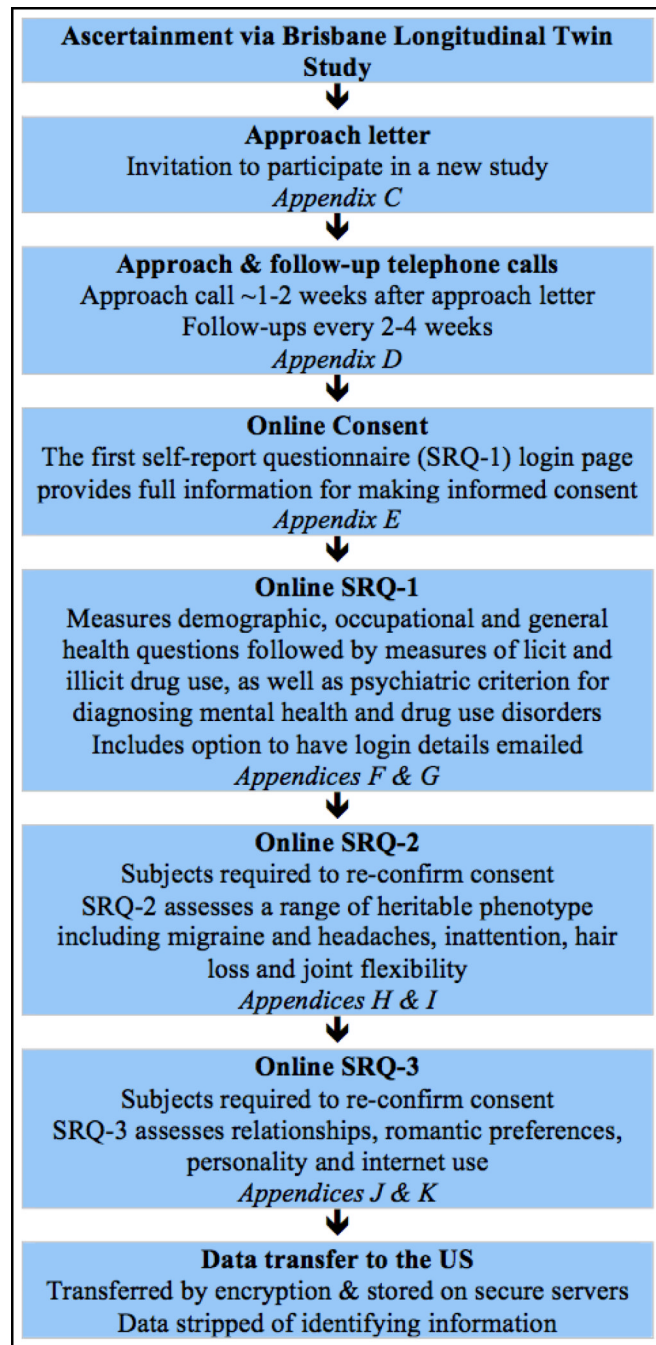 Ascertainment via Brisbane Longitudinal Twin
Study
Approach letter
Invitation to participate in a new study
Appendix C
Approach & follow-up telephone calls
Approach call ~1-2 weeks after approach letter
Follow-ups every 2-4 weeks
Appendix D
Online Consent
The first self-report questionnaire (SRQ-1) login page
provides full information for making informed consent
Appendix E
Online SRQ-1
Measures demographic, occupational and general
health questions followed by measures of licit and
illicit drug use, as well as psychiatric criterion for
diagnosing mental health and drug use disorders
Includes option to have login details emailed
Appendices F & G
Online SRQ-2
Subjects required to re-confirm consent
SRQ-2 assesses a range of heritable phenotype
including migraine and headaches, inattention, hair
loss and joint flexibility
Appendices H & I
Online SRQ-3
Subjects required to re-confirm consent
SRQ-3 assesses relationships, romantic preferences,
personality and internet use
Appendices J & K
Data transfer to the US
Transferred by encryption & stored on secure servers
Data stripped of identifying information